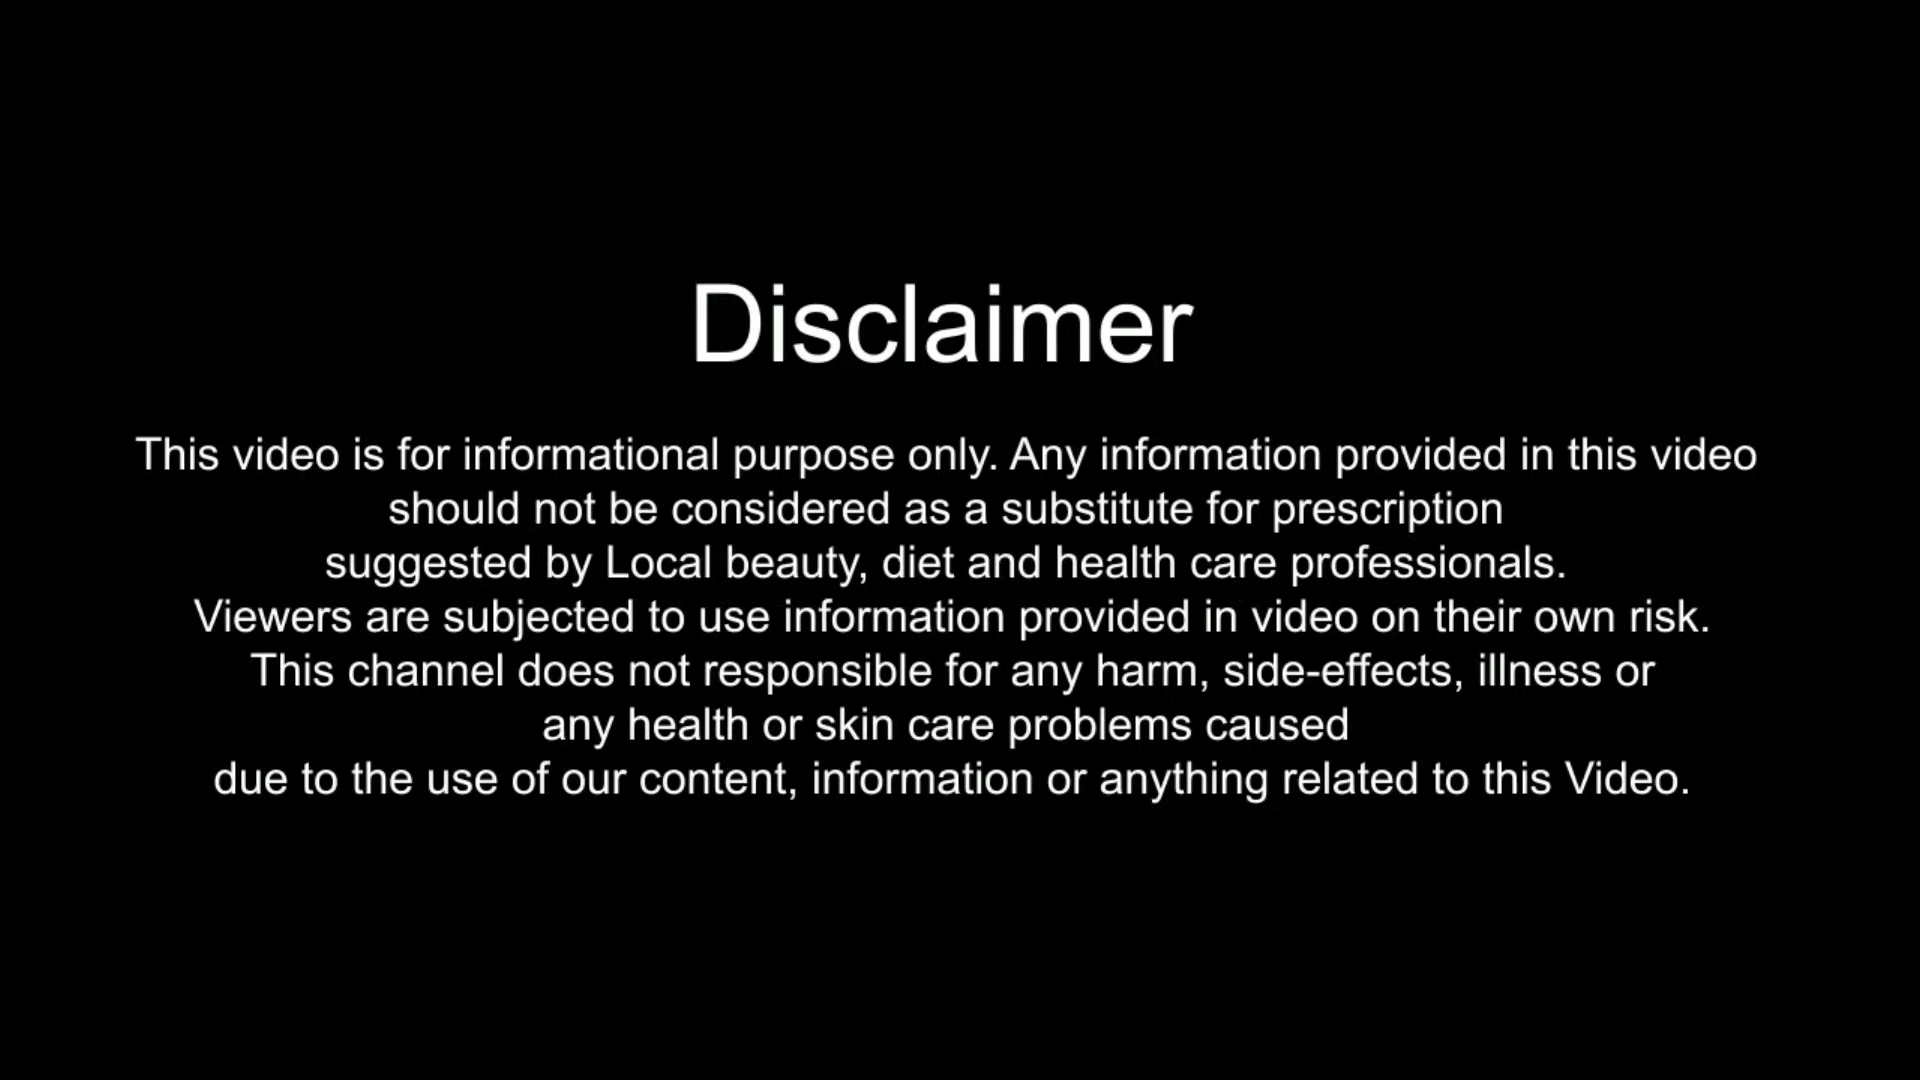 Disclaimer
This video is for informational purpose only. Any information provided in this video
should not be considered as a substitute for prescription
suggested by Local beauty, diet and health care professionals.
Viewers are subjected to use information provided in video on their own risk.
This channel does not responsible for any harm, side-effects, illness or
any health or skin care problems caused
due to the use of our content, information or anything related to this Video.